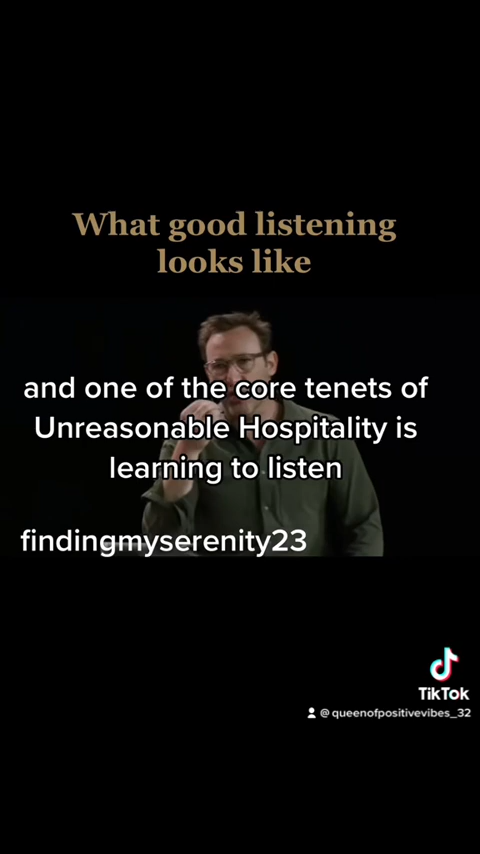 What good listening
looks like
and one of the core tenets of
Unreasonable Hospitality is
learning to listen
findingmyserenity23
TikTok
@queenofpositivevibes_32